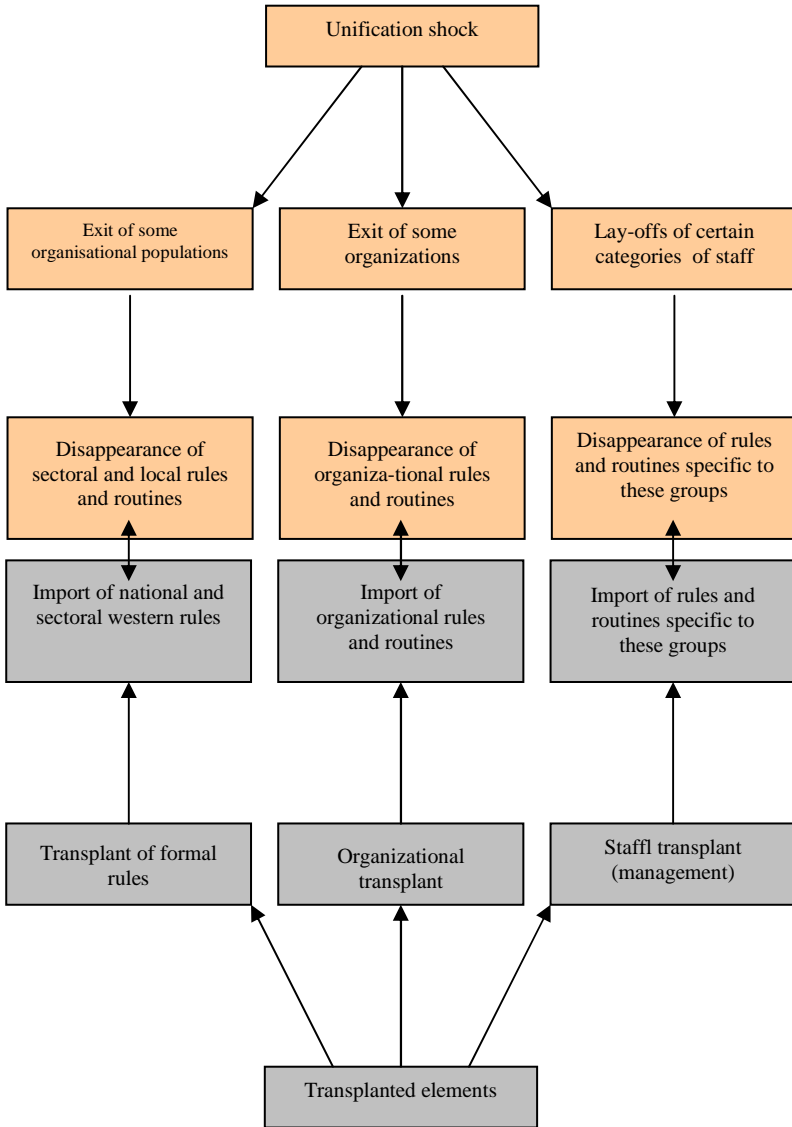 Unification shock
Exit of some
organisational populations
Exit of some
organizations
Lay-offs of certain
categories of staff
Disappearance of
sectoral and local rules
and routines
Disappearance of
organiza-tional rules
and routines
Disappearance of rules
and routines specific to
these groups
Import of national and
sectoral western rules
Import of
organizational rules
and routines
Import of rules and
routines specific to
these groups
Transplant of formal
rules
Organizational
transplant
Staffl transplant
(management)
Transplanted elements